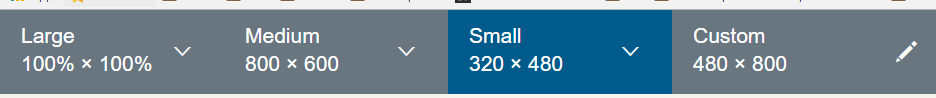 Large
100% × 100%
Medium
800 × 600
Small
320 × 480
Custom
480 × 800